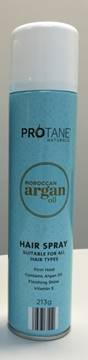 PROTANE
NATURALS
MOROCCAN
argan
oil
HAIR SPRAY
SUITABLE FOR ALL
HAIR TYPES
Firm Hold
Contains Argan Oil
Finishing Shine
Vitamin E
213g